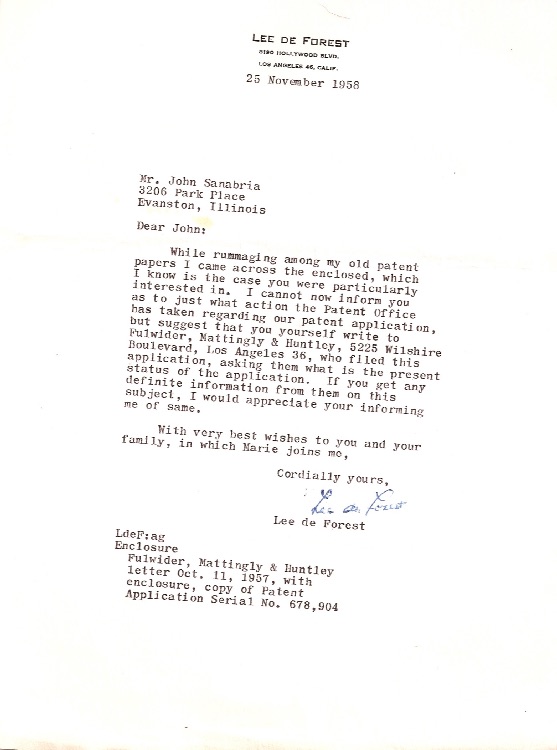 LEE DE FOREST
8190 HOLLYWOOD BLVD.
LOS ANGELES 46, CALIF.
25 November 1958
Mr. John Sanabria
3206 Park Place
Evanston, Illinois
Dear John:
While rummaging among my old patent
papers I came across the enclosed, which
I know is the case you were particularly
interested in. I cannot now inform you
as to just what action the Patent Office
has taken regarding our patent application,
but suggest that you yourself write to
Fulwider, Mattingly & Huntley, 5225 Wilshire
Boulevard, Los Angeles 36, who filed this
application, asking them what is the present
status of the application. If you get any
definite information from them on this
subject, I would appreciate your informing
me of same.
With very best wishes to you and your
family, in which Marie joins me,
Cordially yours,
Lee de Forest
Lee de Forest
LdeF:ag
Enclosure
Fulwider, Mattingly & Huntley
letter Oct. 11, 1957, with
enclosure, copy of Patent
Application Serial No. 678,904